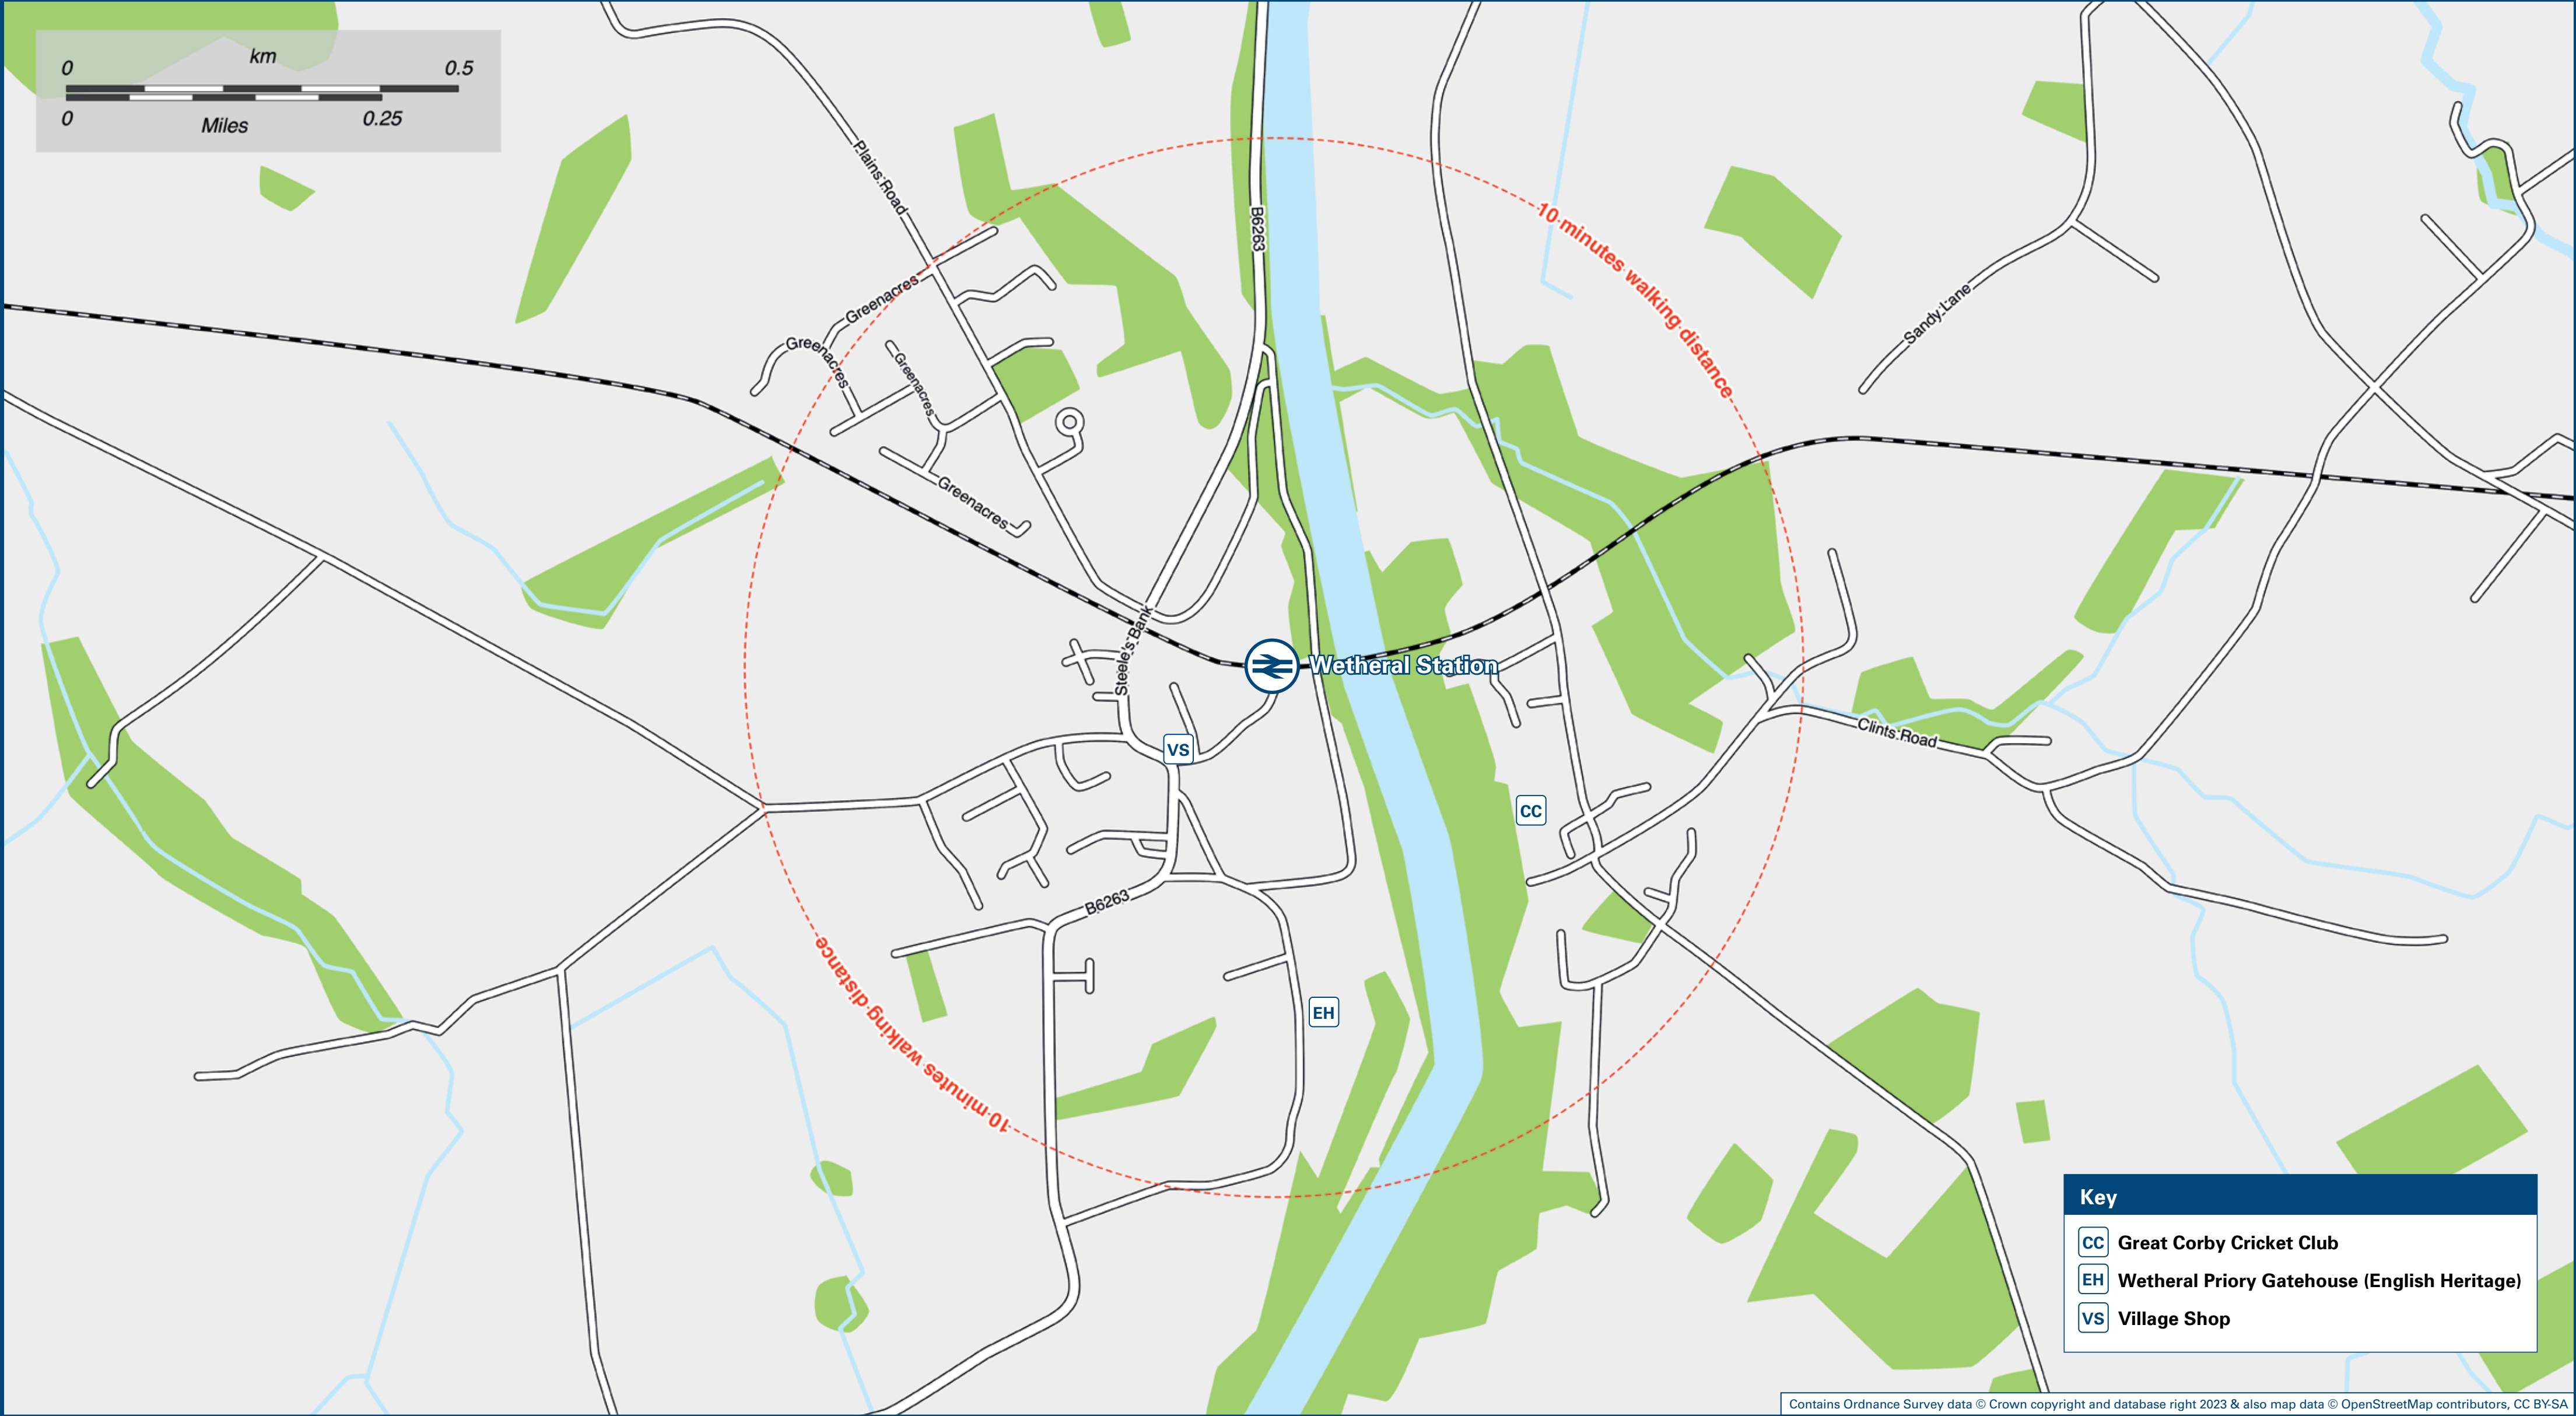 km
0 0.5
0 0.25
Miles
Plains Road
B6263
10 minutes walking distance
Greenacres
Greenacres
Greenacres
Greenacres
Sandy Lane
Steele's Bank
Wetheral Station
VS
Clints Road
CC
B6263
EH
10 minutes walking distance
Key
CC Great Corby Cricket Club
EH Wetheral Priory Gatehouse (English Heritage)
VS Village Shop
Contains Ordnance Survey data © Crown copyright and database right 2023 & also map data © OpenStreetMap contributors, CC BY-SA